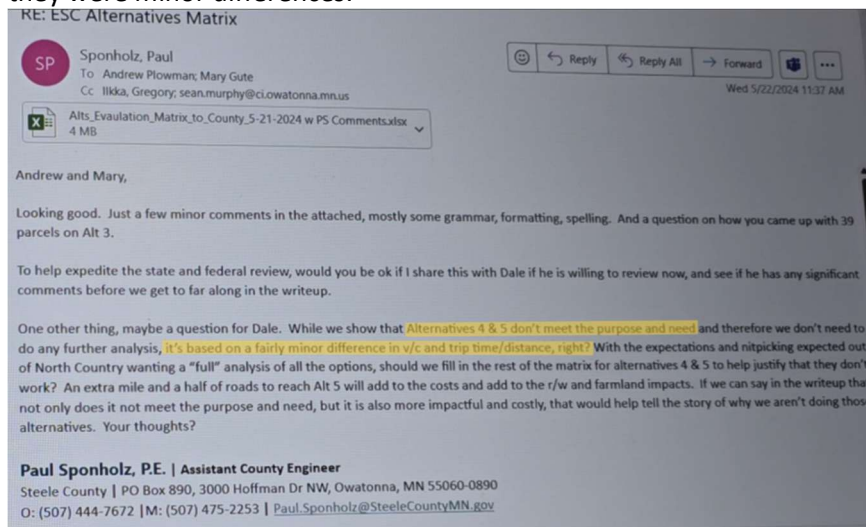 they were minor differences.
RE: ESC Alternatives Matrix
SP
Sponholz, Paul
To Andrew Plowman; Mary Gute
Cc Ilkka, Gregory; sean.murphy@ci.owatonna.mn.us
Reply
Reply All
Forward
Wed 5/22/2024 11:37 AM
Alts_Evaulation_Matrix_to_County_5-21-2024 w PS Comments.xlsx
4 MB
Andrew and Mary,
Looking good. Just a few minor comments in the attached, mostly some grammar, formatting, spelling. And a question on how you came up with 39
parcels on Alt 3.
To help expedite the state and federal review, would you be ok if I share this with Dale if he is willing to review now, and see if he has any significant
comments before we get to far along in the writeup.
One other thing, maybe a question for Dale. While we show that Alternatives 4 & 5 don't meet the purpose and need and therefore we don't need to
do any further analysis, it's based on a fairly minor difference in v/c and trip time/distance, right? With the expectations and nitpicking expected out
of North Country wanting a "full" analysis of all the options, should we fill in the rest of the matrix for alternatives 4 & 5 to help justify that they don't
work? An extra mile and a half of roads to reach Alt 5 will add to the costs and add to the r/w and farmland impacts. If we can say in the writeup tha
not only does it not meet the purpose and need, but it is also more impactful and costly, that would help tell the story of why we aren't doing thos
alternatives. Your thoughts?
Paul Sponholz, P.E. | Assistant County Engineer
Steele County | PO Box 890, 3000 Hoffman Dr NW, Owatonna, MN 55060-0890
O: (507) 444-7672 | M: (507) 475-2253 | Paul.Sponholz@SteeleCountyMN.gov